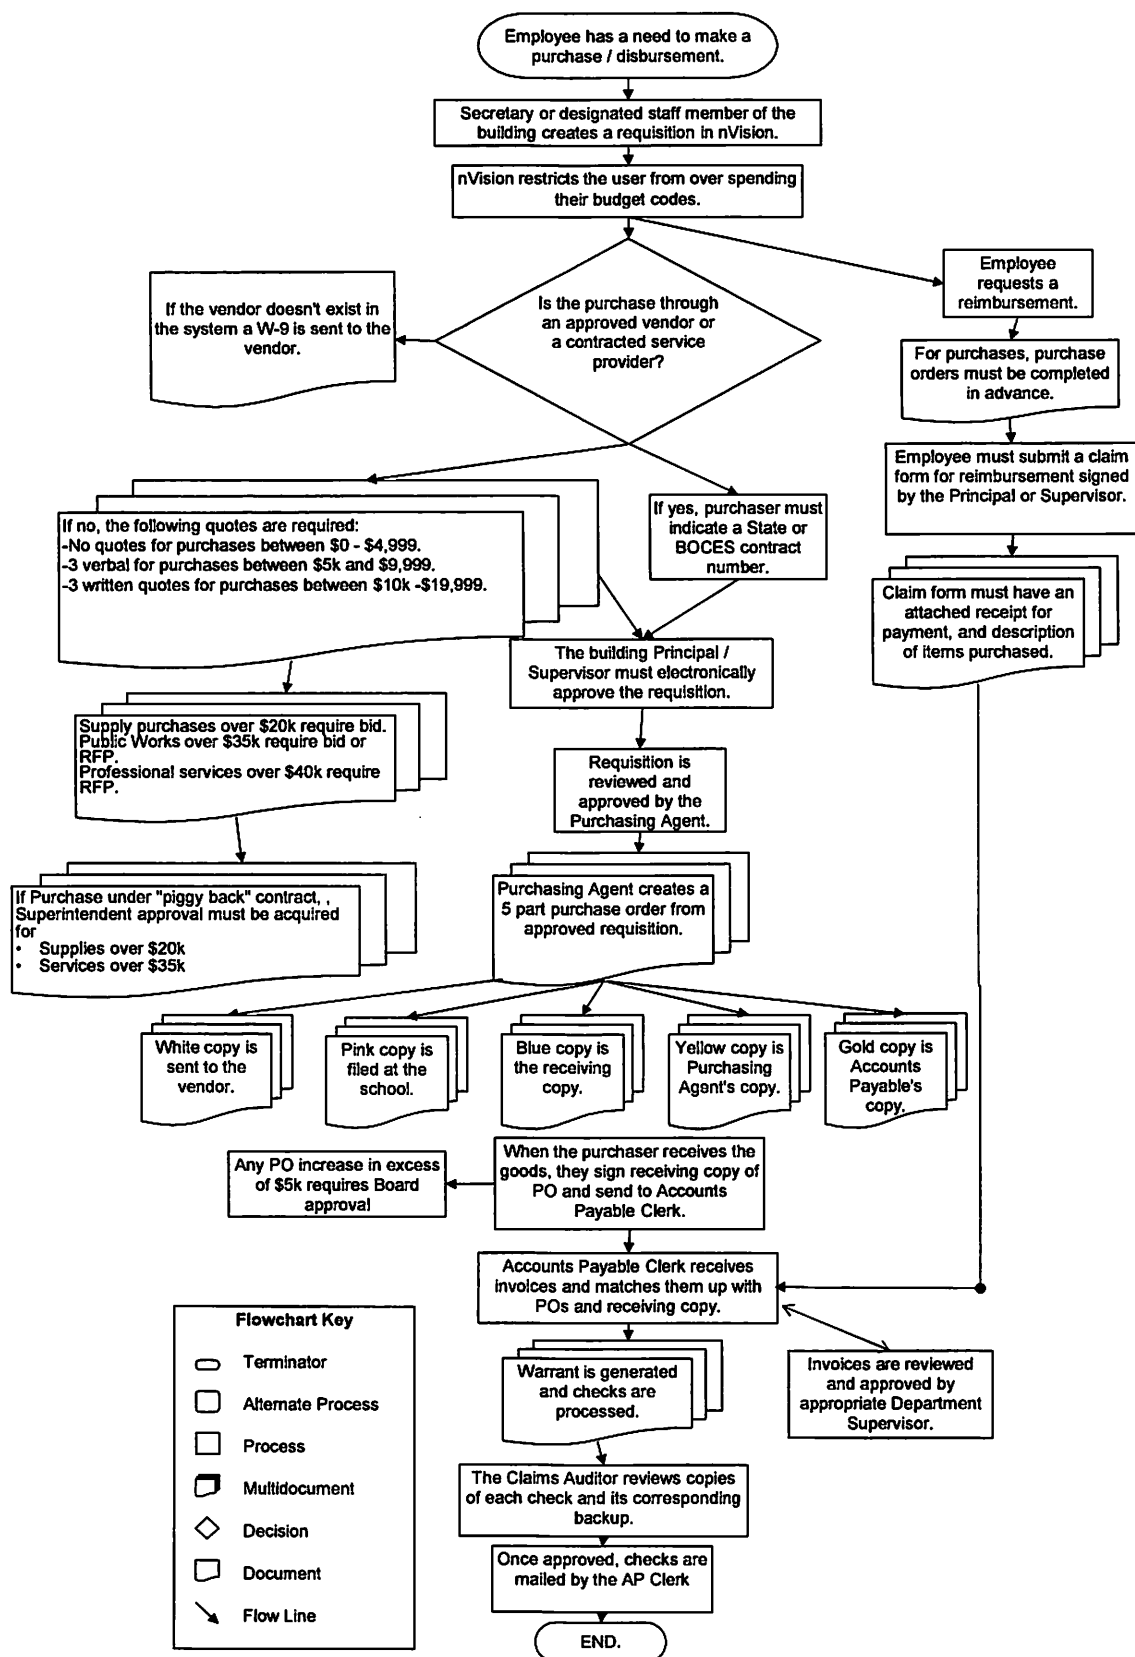 Employee has a need to make a
purchase / disbursement.
Secretary or designated staff member of the
building creates a requisition in nVision.
nVision restricts the user from over spending
their budget codes.
Employee
requests a
reimbursement.
If the vendor doesn't exist in
the system a W-9 is sent to the
vendor.
Is the purchase through
an approved vendor or
a contracted service
provider?
For purchases, purchase
orders must be completed
in advance.
Employee must submit a claim
form for reimbursement signed
by the Principal or Supervisor.
If no, the following quotes are required:
-No quotes for purchases between $0 - $4,999.
-3 verbal for purchases between $5k and $9,999.
-3 written quotes for purchases between $10k -$19,999.
If yes, purchaser must
indicate a State or
BOCES contract
number.
Claim form must have an
attached receipt for
payment, and description
of items purchased.
The building Principal /
Supervisor must electronically
approve the requisition.
Supply purchases over $20k require bid.
Public Works over $35k require bid or
RFP.
Professional services over $40k require
RFP.
Requisition is
reviewed and
approved by the
Purchasing Agent.
If Purchase under "piggy back" contract, ,
Superintendent approval must be acquired
for
• Supplies over $20k
• Services over $35k
Purchasing Agent creates a
5 part purchase order from
approved requisition.
White copy is
sent to the
vendor.
Pink copy is
filed at the
school.
Blue copy is
the receiving
copy.
Yellow copy is
Purchasing
Agent's copy.
Gold copy is
Accounts
Payable's
copy.
Any PO increase in excess
of $5k requires Board
approval
When the purchaser receives the
goods, they sign receiving copy of
PO and send to Accounts
Payable Clerk.
Accounts Payable Clerk receives
invoices and matches them up with
POs and receiving copy.
Invoices are reviewed
and approved by
appropriate Department
Supervisor.
Warrant is generated
and checks are
processed.
The Claims Auditor reviews copies
of each check and its corresponding
backup.
Once approved, checks are
mailed by the AP Clerk
END.
Flowchart Key
Terminator
Alternate Process
Process
Multidocument
Decision
Document
Flow Line